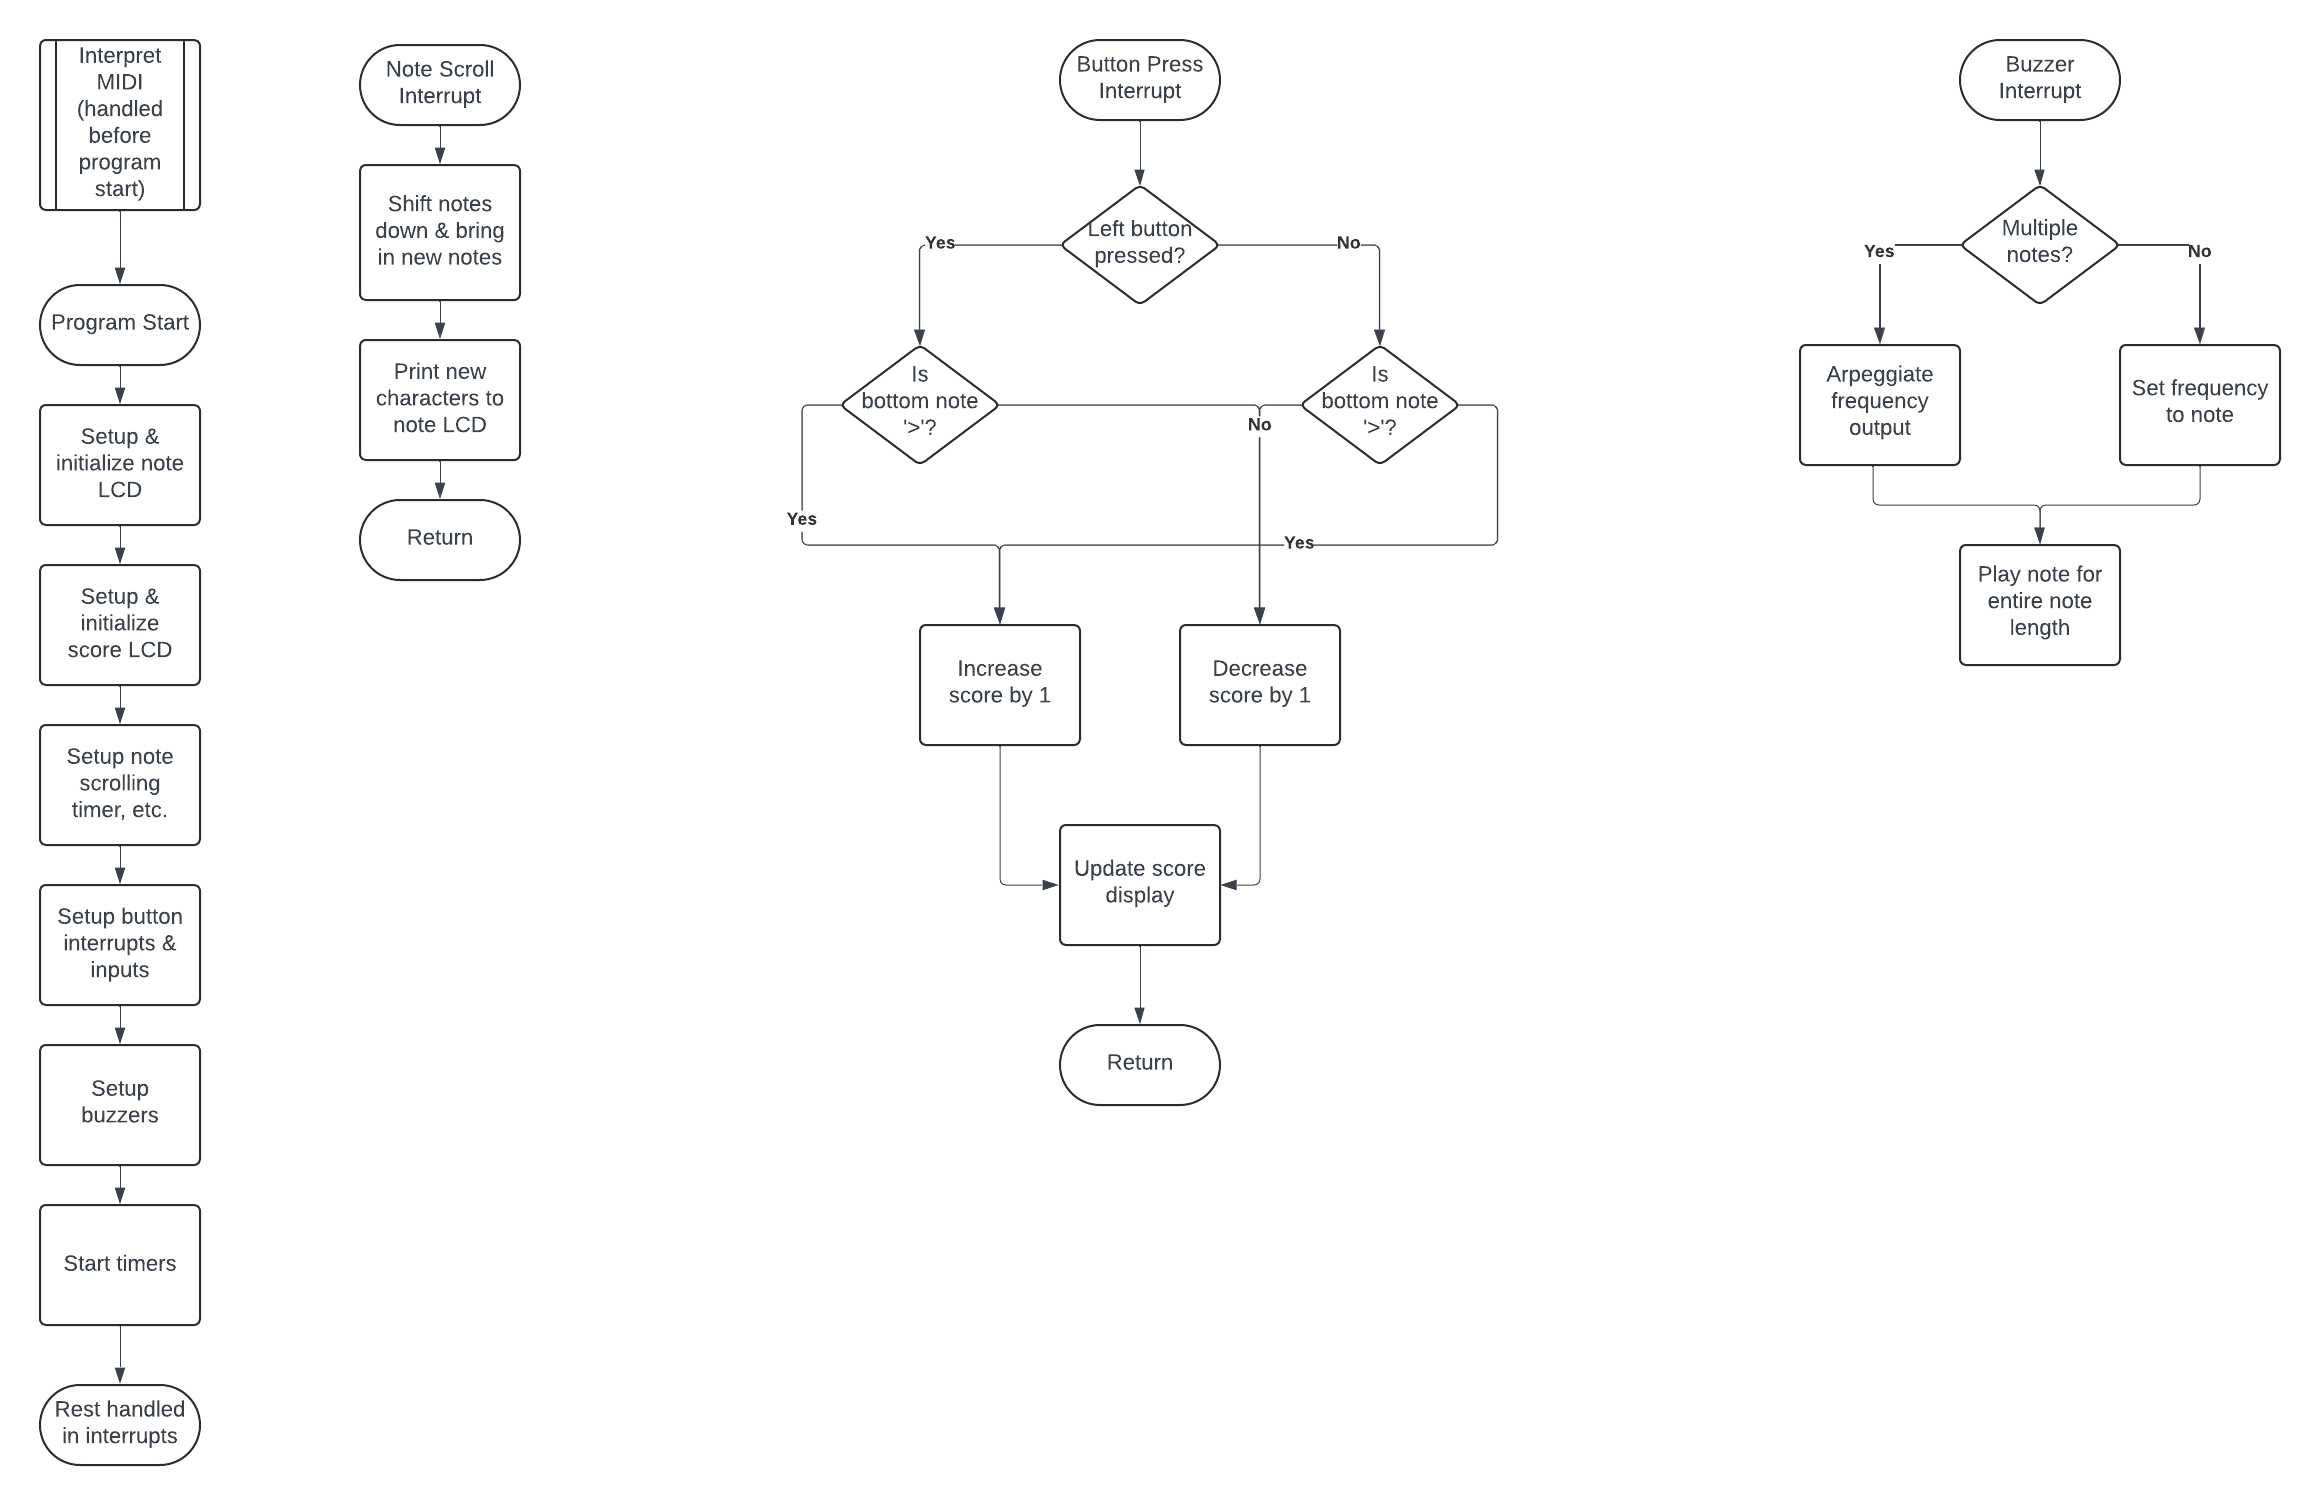 Interpret
MIDI
(handled
before
program
start)
Program Start
Setup &
initialize note
LCD
Setup &
initialize
score LCD
Setup note
scrolling
timer, etc.
Setup button
interrupts &
inputs
Setup
buzzers
Start timers
Rest handled
in interrupts
Note Scroll
Interrupt
Shift notes
down & bring
in new notes
Print new
characters to
note LCD
Return
Button Press
Interrupt
Left button
pressed?
Yes
No
Is
bottom note
'>'?
Is
bottom note
'>'?
No
Yes
Yes
Increase
score by 1
Decrease
score by 1
Update score
display
Return
Buzzer
Interrupt
Multiple
notes?
Yes
No
Arpeggiate
frequency
output
Set frequency
to note
Play note for
entire note
length